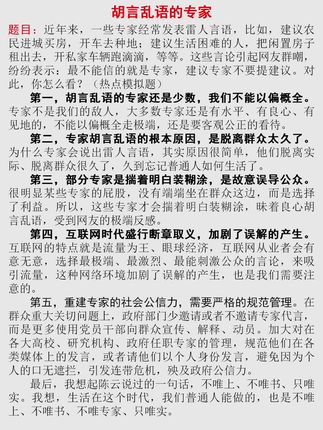 胡言乱语的专家
题目：近年来，一些专家经常发表雷人言语，比如，建议农
民进城买房，开车去种地；建议生活困难的人，把闲置房子
租出去，开私家车辆跑滴滴，等等。这些言论引起网友群嘲，
纷纷表示：最不能信的就是专家，建议专家不要提建议。对
此，你怎么看？（热点模拟题）
第一，胡言乱语的专家还是少数，我们不能以偏概全。
专家不是我们的敌人，大多数专家还是有水平、有良心、有
见地的，不能以偏概全走极端，还是要客观公正的看待。
第二，专家胡言乱语的根本原因，是脱离群众太久了。
为什么专家会说出雷人言语，其实原因很简单，他们脱离实
际、脱离群众很久了，久到忘记普通人如何生活了。
第三，部分专家是揣着明白装糊涂，是故意误导公众。
很明显某些专家的屁股，没有端端坐在群众这边，而是选择
了利益。所以，这些专家才会揣着明白装糊涂，昧着良心胡
言乱语，受到网友的极端反感。
第四，互联网时代盛行断章取义，加剧了误解的产生。
互联网的特点就是流量为王、眼球经济，互联网从业者会有
意无意，选择最极端、最激烈、最能刺激公众的言论，来吸
引流量，这种网络环境加剧了误解的产生，也是我们需要注
意的。
第五，重建专家的社会公信力，需要严格的规范管理。在
群众重大关切问题上，政府部门少邀请或者不邀请专家代言，
而是更多使用党员干部向群众宣传、解释、动员。加大对在
各大高校、研究机构、政府任职专家的管理，规范他们在各
类媒体上的发言，或者请他们以个人身份发言，避免因为个
人的口无遮拦，引发连带危机，殃及政府公信力。
最后，我想起陈云说过的一句话，不唯上、不唯书、只唯
实。我想，生活在这个时代，我们普通人能做的，也是不唯
上、不唯书、不唯专家、只唯实。